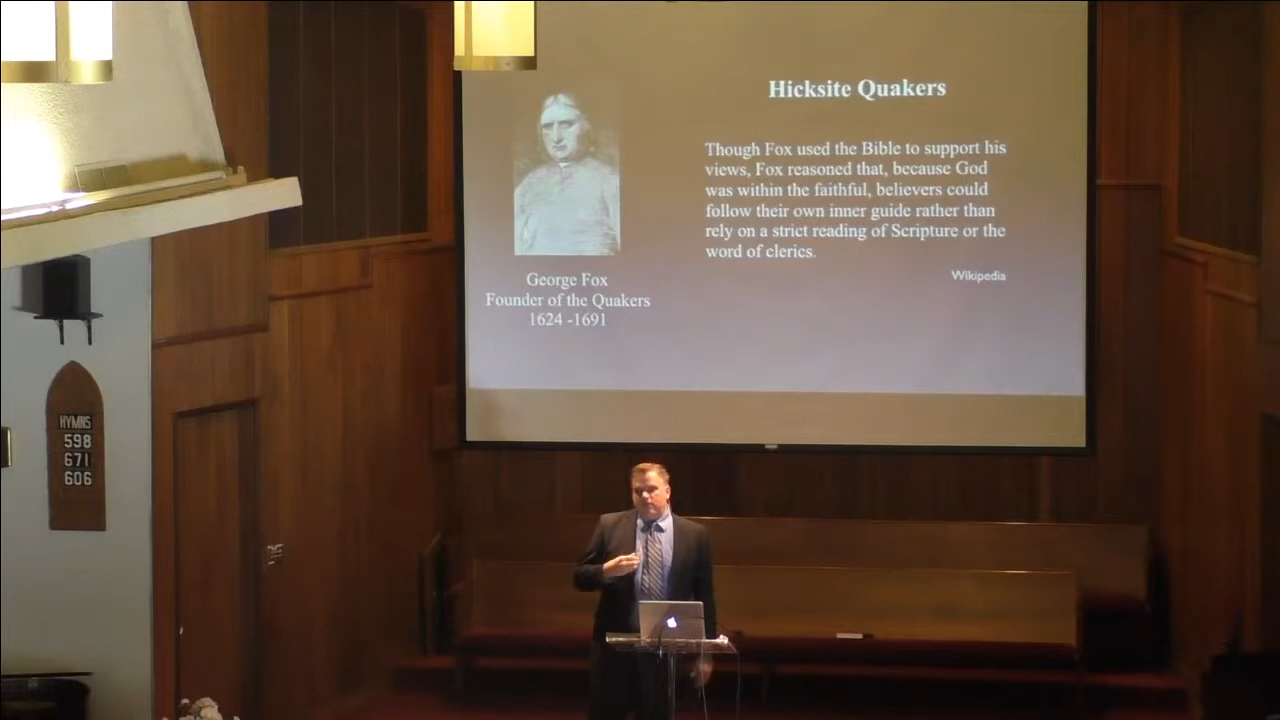 Hicksite Quakers
Though Fox used the Bible to support his
views, Fox reasoned that, because God
was within the faithful, believers could
follow their own inner guide rather than
rely on a strict reading of Scripture or the
word of clerics.
Wikipedia
George Fox
Founder of the Quakers
1624 -1691
HYMNS
598
671
606